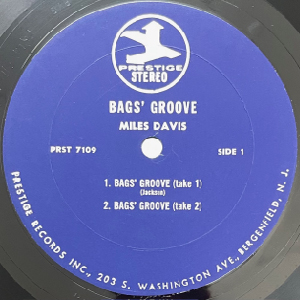 PRESTIGE
STEREO
BAGS' GROOVE
MILES DAVIS
PRST 7109
SIDE 1
1. BAGS' GROOVE (take 1)
(Jackson)
2. BAGS' GROOVE (take 2)
PRESTIGE RECORDS INC., 203 S. WASHINGTON AVE., BERGENFIELD, N. J.